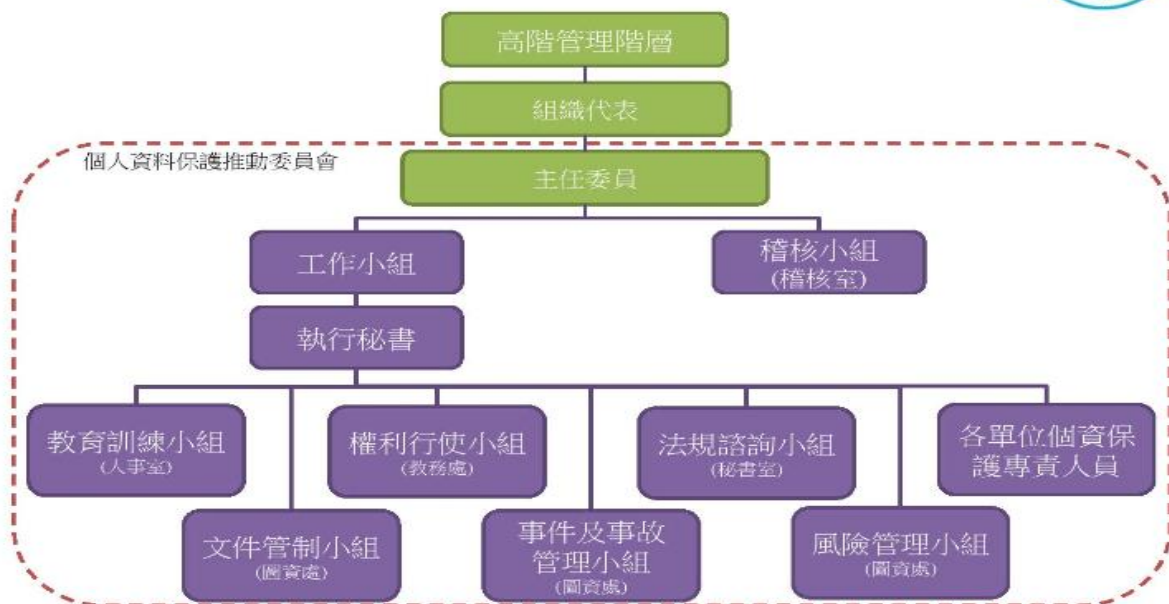 高階管理階層
組織代表
個人資料保護推動委員會
主任委員
工作小組
稽核小組
(稽核室)
執行秘書
教育訓練小組
(人事室)
權利行使小組
(教務處)
法規諮詢小組
(秘書室)
各單位個資保
護專責人員
文件管制小組
(圖資處)
事件及事故
管理小組
(圖資處)
風險管理小組
(圖資處)